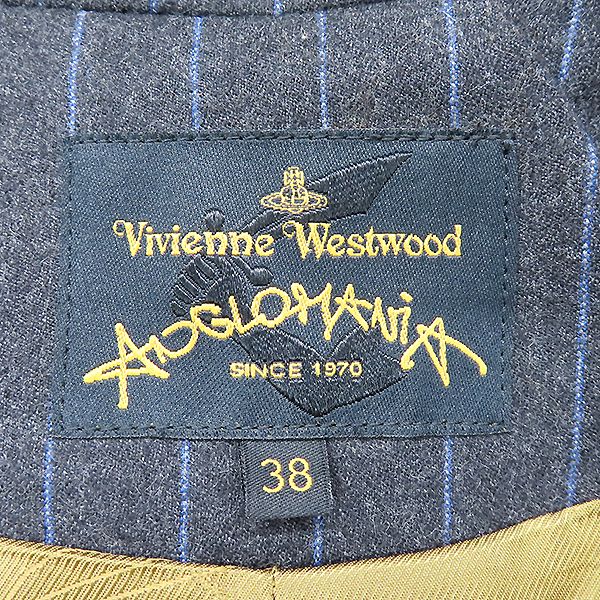 Vivienne Westwood
ANGLOMANiA
SINCE 1970
38